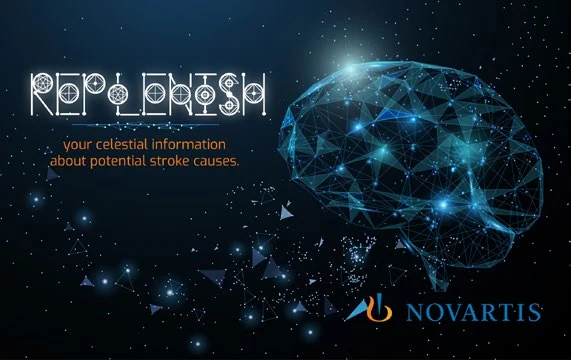 REPLENISH
your celestial information
about potential stroke causes.
NOVARTIS